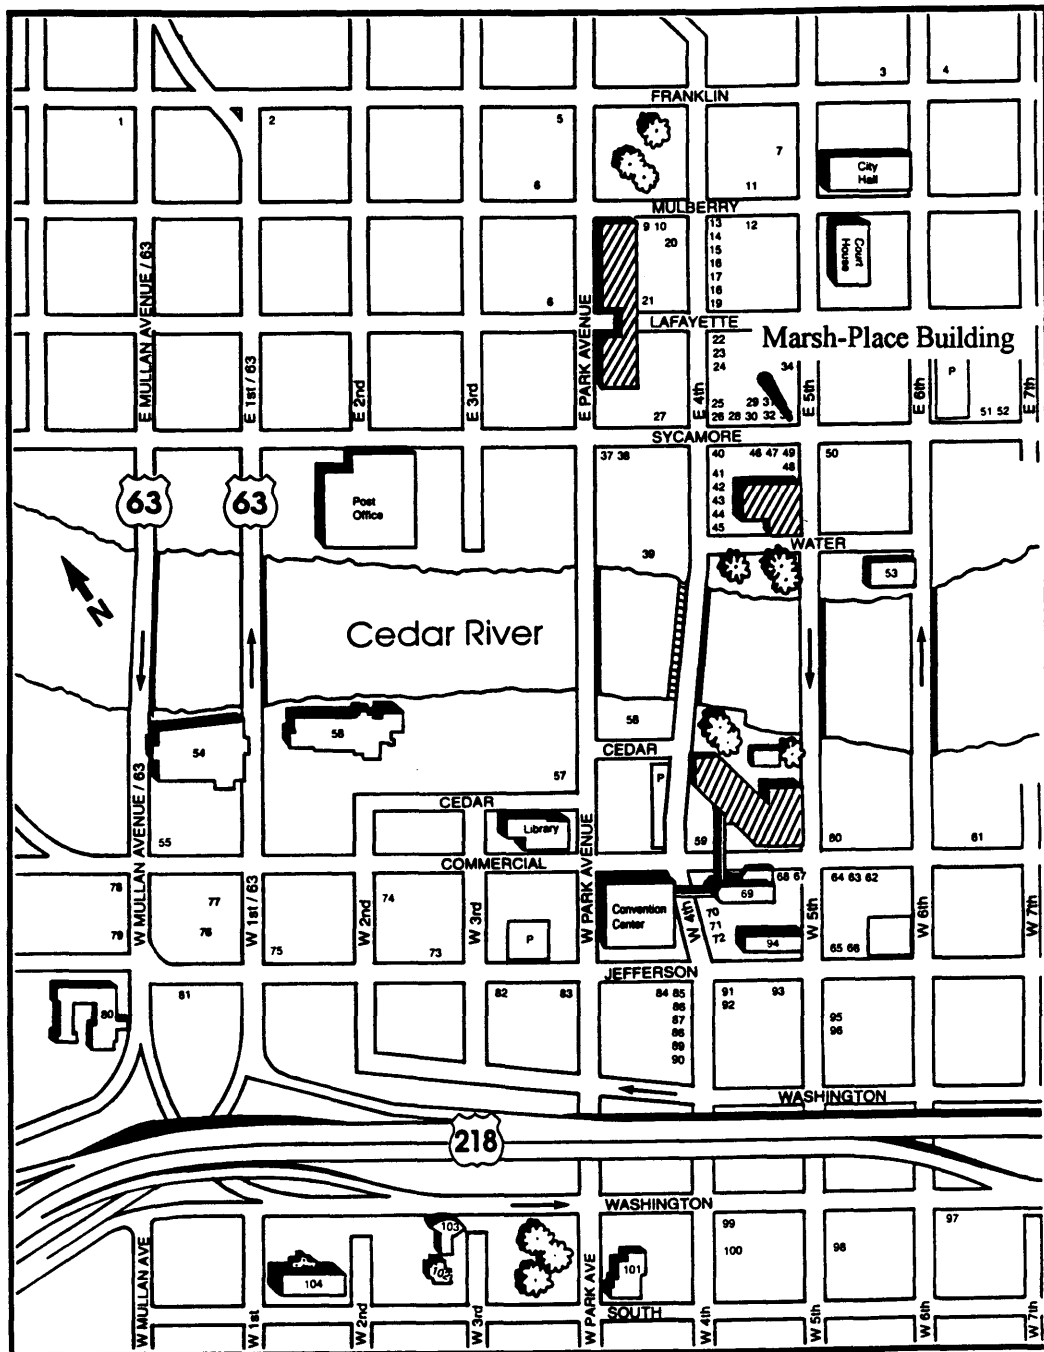 3
4
FRANKLIN
1
2
5
7
City
Hall
6
11
MULBERRY
9 10
20
13
14
15
16
17
18
19
12
Court
House
E MULLAN AVENUE / 63
6
21
E PARK AVENUE
LAFAYETTE
Marsh-Place Building
22
23
24
34
P
E 1st / 63
E 2nd
E 3rd
E 4th
E 5th
E 6th
E 7th
25
29 31
26 28 30 32
27
51 52
SYCAMORE
37 38
40
46 47 49
48
50
41
42
43
44
45
63
63
Post
Office
WATER
39
53
N
Cedar River
54
56
58
CEDAR
57
P
CEDAR
Library
W MULLAN AVENUE / 63
55
COMMERCIAL
W PARK AVENUE
59
60
61
78
77
79
76
W 1st / 63
75
W 2nd
74
73
W 3rd
P
Convention
Center
W 4th
68 67
69
70
71
72
94
W 5th
64 63 62
65 66
W 6th
W 7th
JEFFERSON
80
81
82
83
84 85
86
87
88
89
90
91
92
93
95
96
WASHINGTON
218
WASHINGTON
103
102
104
101
99
100
98
97
SOUTH
W MULLAN AVE
W 1st
W 2nd
W 3rd
W PARK AVE
W 4th
W 5th
W 6th
W 7th